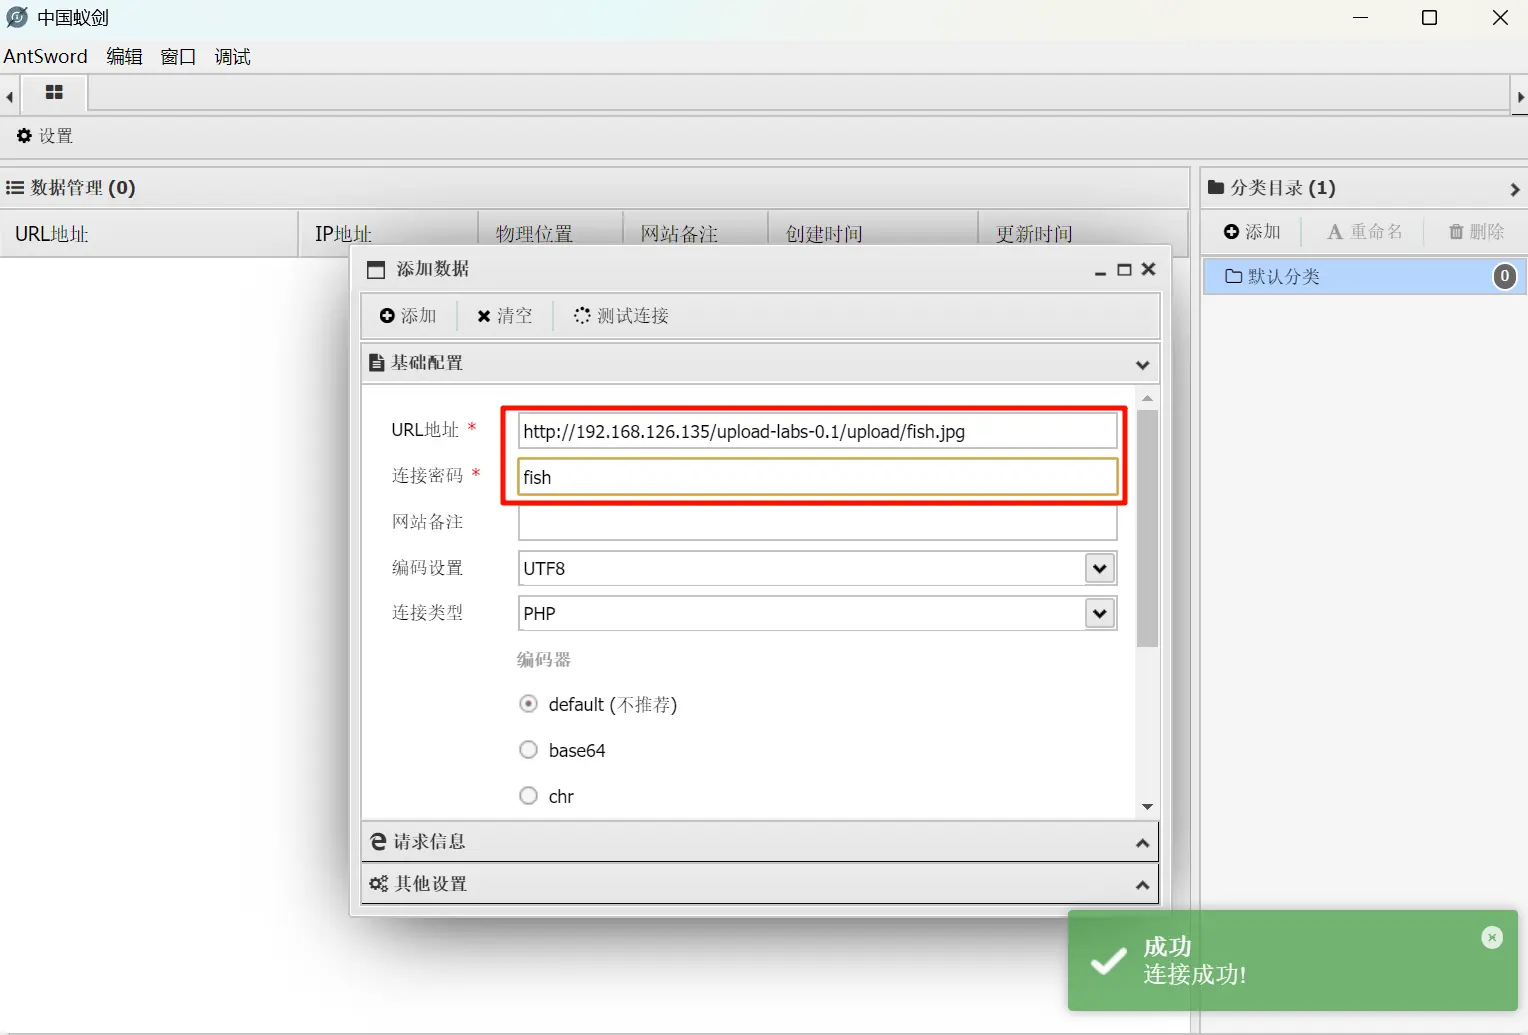 中国蚁剑
AntSword 编辑 窗口 调试
设置
数据管理 (0)
URL地址 IP地址 物理位置 网站备注 创建时间 更新时间
分类目录 (1)
添加 重命名 删除
默认分类 0
添加数据
添加 清空 测试连接
基础配置
URL地址 * http://192.168.126.135/upload-labs-0.1/upload/fish.jpg
连接密码 * fish
网站备注
编码设置 UTF8
连接类型 PHP
编码器
default (不推荐)
base64
chr
请求信息
其他设置
成功
连接成功!